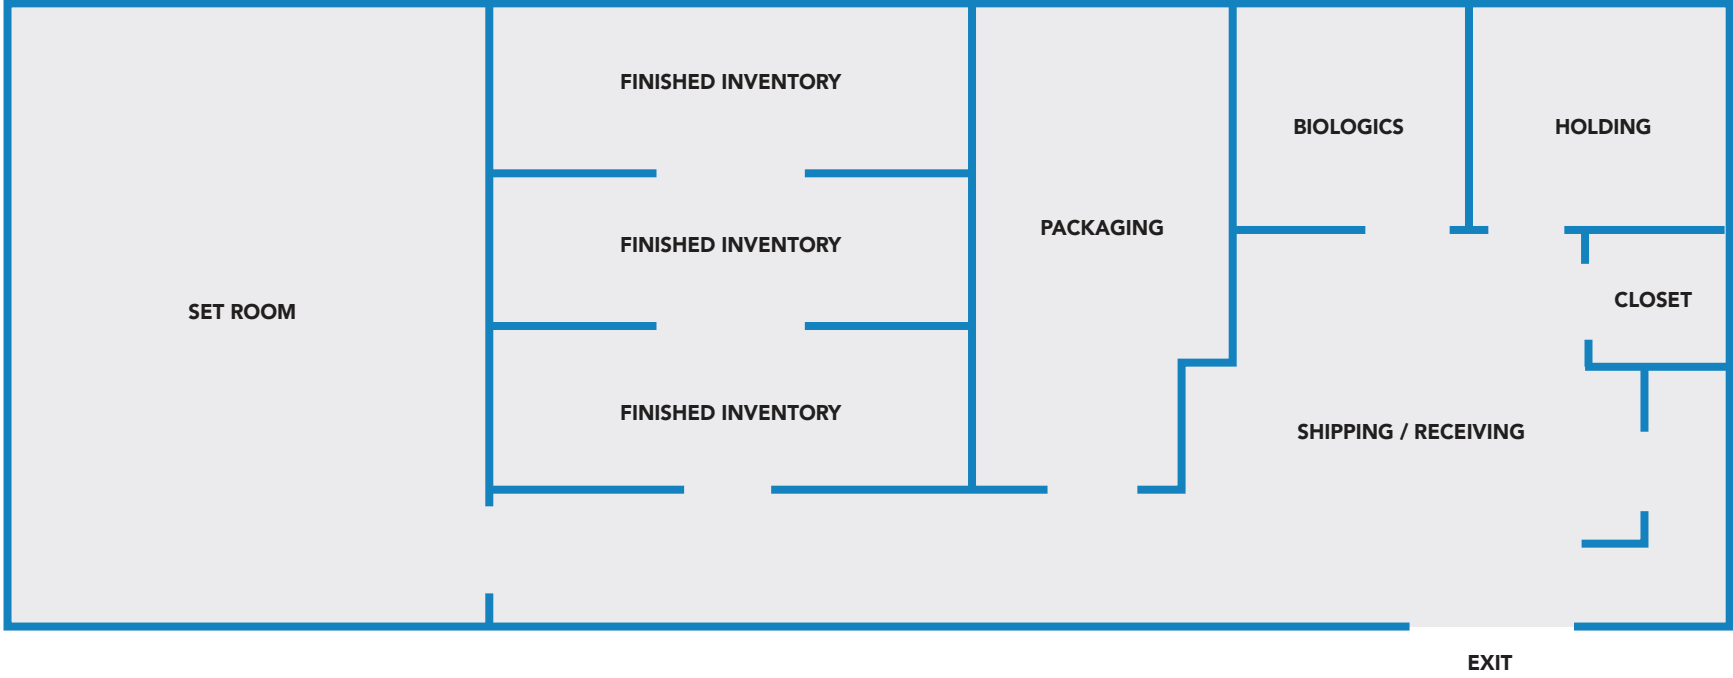 FINISHED INVENTORY
BIOLOGICS
HOLDING
PACKAGING
FINISHED INVENTORY
CLOSET
SET ROOM
FINISHED INVENTORY
SHIPPING / RECEIVING
EXIT